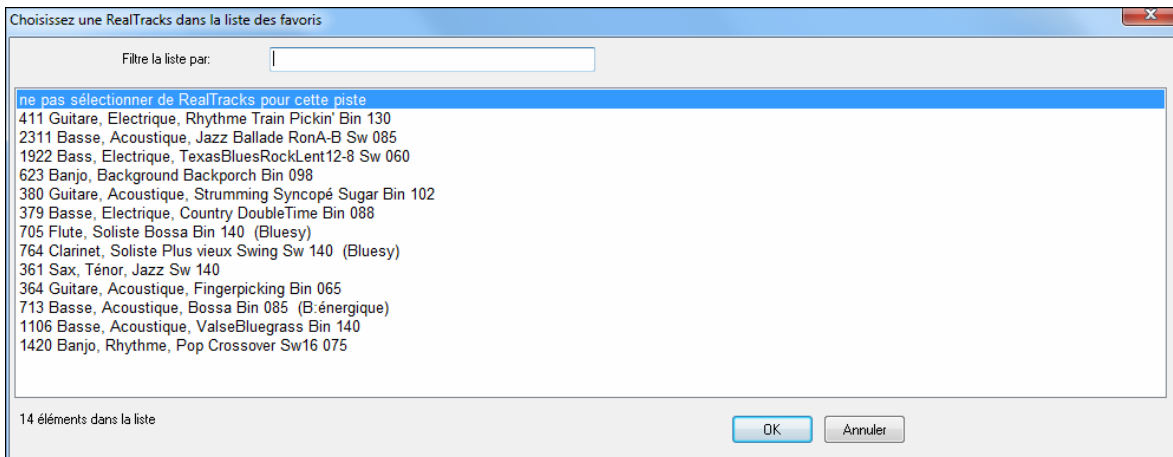 Choisissez une RealTracks dans la liste des favoris
Filtre la liste par:
ne pas sélectionner de RealTracks pour cette piste
411 Guitare, Electrique, Rhythme Train Pickin' Bin 130
2311 Basse, Acoustique, Jazz Ballade RonA-B Sw 085
1922 Bass, Electrique, TexasBluesRockLent12-8 Sw 060
623 Banjo, Background Backporch Bin 098
380 Guitare, Acoustique, Strumming Syncopé Sugar Bin 102
379 Basse, Electrique, Country DoubleTime Bin 088
705 Flute, Soliste Bossa Bin 140 (Bluesy)
764 Clarinet, Soliste Plus vieux Swing Sw 140 (Bluesy)
361 Sax, Ténor, Jazz Sw 140
364 Guitare, Acoustique, Fingerpicking Bin 065
713 Basse, Acoustique, Bossa Bin 085 (B:énergique)
1106 Basse, Acoustique, ValseBluegrass Bin 140
1420 Banjo, Rhythme, Pop Crossover Sw16 075
14 éléments dans la liste
OK Annuler